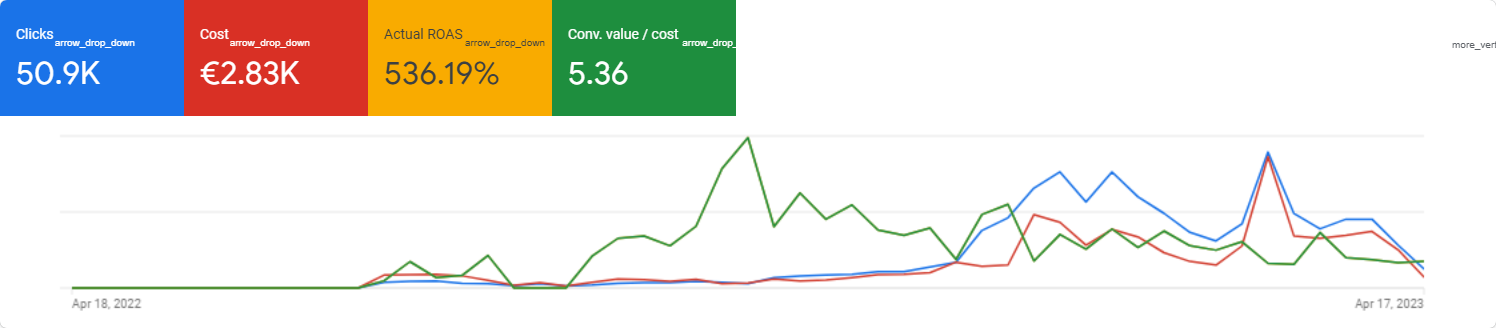 Clicks arrow_drop_down
50.9K
Cost arrow_drop_down
€2.83K
Actual ROAS arrow_drop_down
536.19%
Conv. value / cost arrow_drop_
5.36
more_vert
Apr 18, 2022
Apr 17, 2023